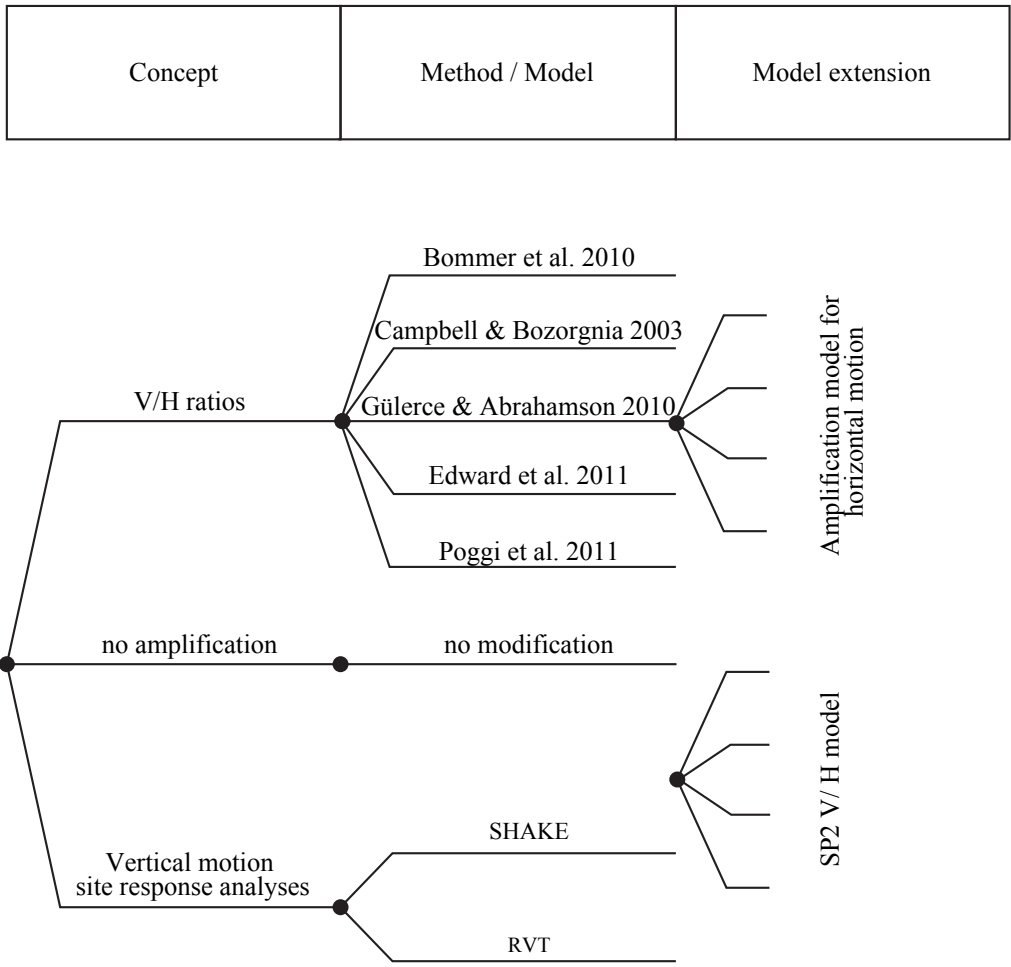 Concept
Method / Model
Model extension
Bommer et al. 2010
Campbell & Bozorgnia 2003
V/H ratios
Gülerce & Abrahamson 2010
Edward et al. 2011
Poggi et al. 2011
Amplification model for
horizontal motion
no amplification
no modification
SHAKE
Vertical motion
site response analyses
RVT
SP2 V/ H model